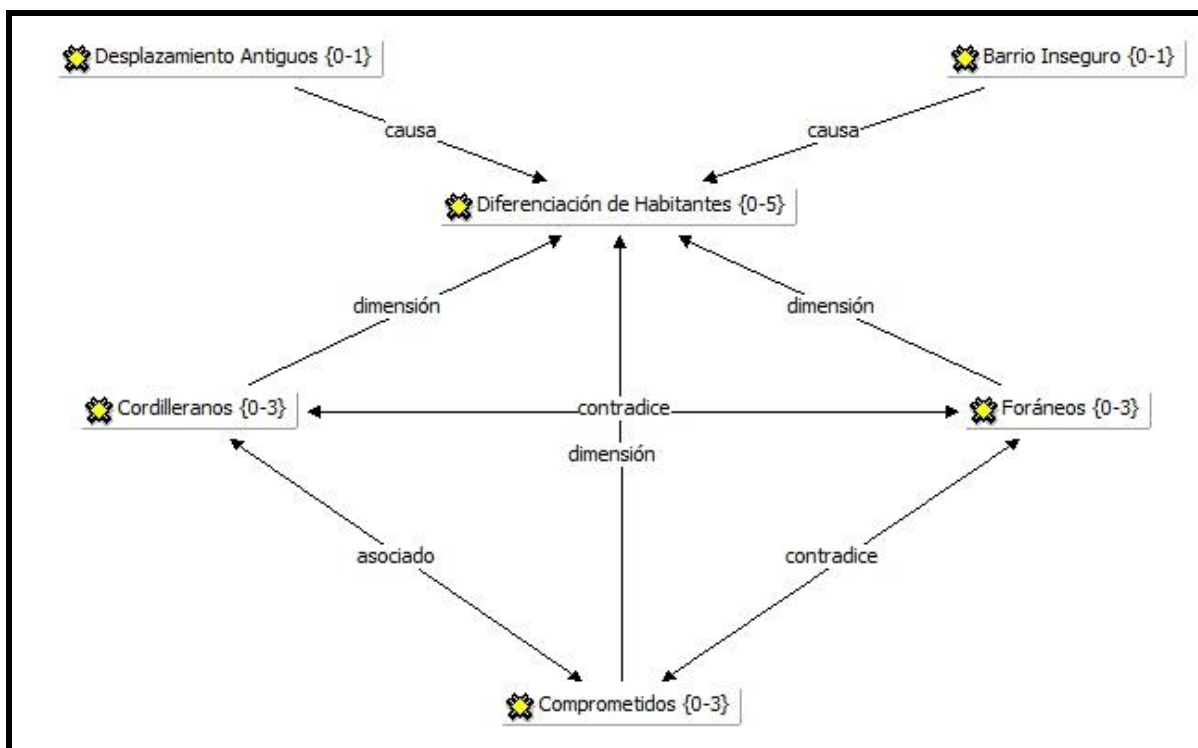 Desplazamiento Antiguos {0-1}
Barrio Inseguro {0-1}
causa
causa
Diferenciación de Habitantes {0-5}
dimensión
dimensión
Cordilleranos {0-3}
contradice
Foráneos {0-3}
dimensión
asociado
contradice
Comprometidos {0-3}